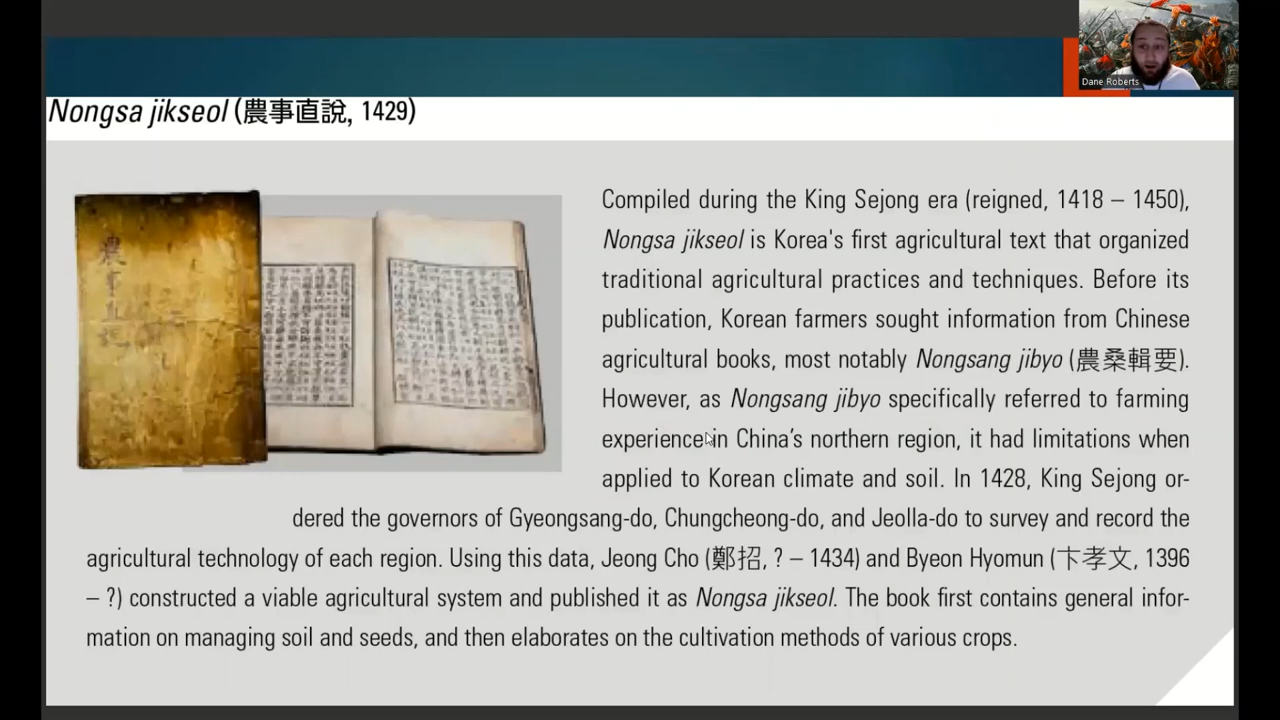 Dane Roberts
Nongsa jikseol (農事直說, 1429)
農事直說
Compiled during the King Sejong era (reigned, 1418 – 1450),
Nongsa jikseol is Korea's first agricultural text that organized
traditional agricultural practices and techniques. Before its
publication, Korean farmers sought information from Chinese
agricultural books, most notably Nongsang jibyo (農桑輯要).
However, as Nongsang jibyo specifically referred to farming
experience in China’s northern region, it had limitations when
applied to Korean climate and soil. In 1428, King Sejong or-
dered the governors of Gyeongsang-do, Chungcheong-do, and Jeolla-do to survey and record the
agricultural technology of each region. Using this data, Jeong Cho (鄭招, ? – 1434) and Byeon Hyomun (卞孝文, 1396
– ?) constructed a viable agricultural system and published it as Nongsa jikseol. The book first contains general infor-
mation on managing soil and seeds, and then elaborates on the cultivation methods of various crops.